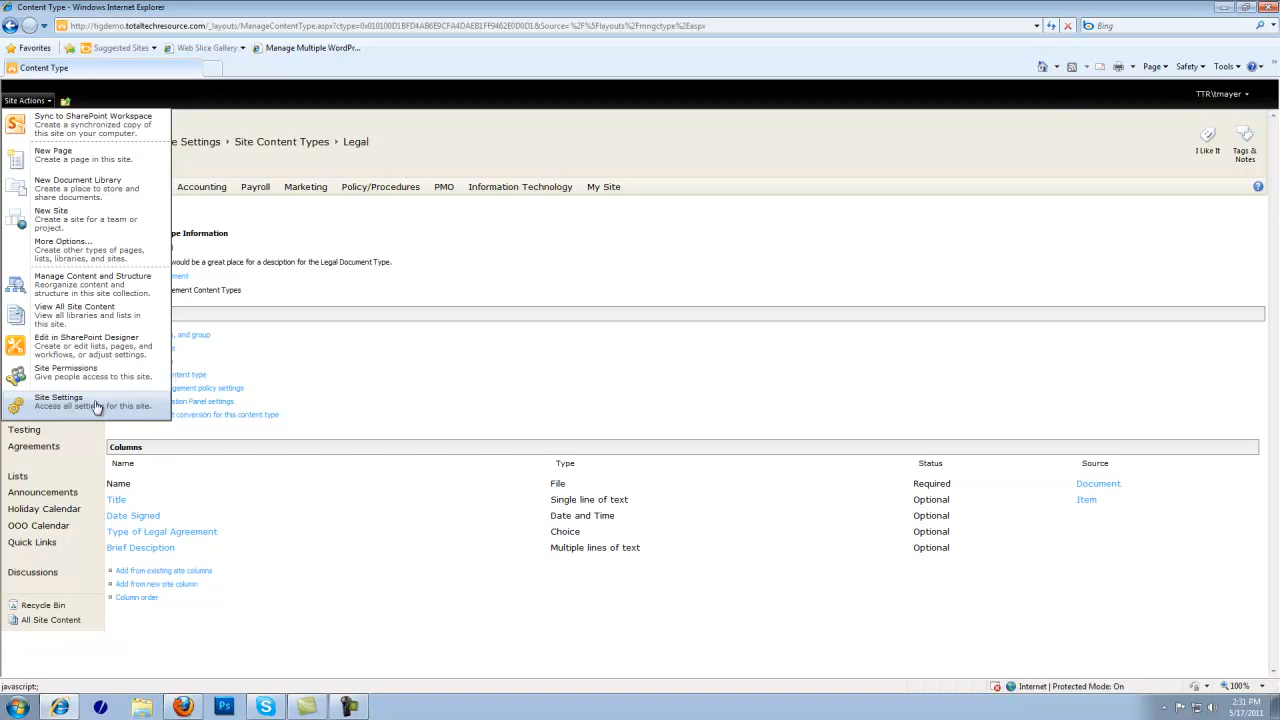 Content Type - Windows Internet Explorer
http://tigdemo.totaltechresource.com/_layouts/ManageContentType.aspx?ctype=0x010100D1BFD4AB6E9CFA4DAEB1FF9462E0D0D1&Source= %2F%5Flayouts%2Fmngctype%2Easpx
Bing
Favorites
Suggested Sites
Web Slice Gallery
Manage Multiple WordPr...
Content Type
Page
Safety
Tools
Site Actions
TTR\tmayer
Sync to SharePoint Workspace
Create a synchronized copy of
this site on your computer.
New Page
Create a page in this site.
New Document Library
Create a place to store and
share documents.
New Site
Create a site for a team or
project.
More Options...
Create other types of pages,
lists, libraries, and sites.
Manage Content and Structure
Reorganize content and
structure in this site collection.
View All Site Content
View all libraries and lists in
this site.
Edit in SharePoint Designer
Create or edit lists, pages, and
workflows, or adjust settings.
Site Permissions
Give people access to this site.
Site Settings
Access all settings for this site.
e Settings › Site Content Types › Legal
I Like It
Tags &
Notes
Accounting
Payroll
Marketing
Policy/Procedures
PMO
Information Technology
My Site
pe Information
would be a great place for a desciption for the Legal Document Type.
ment
ement Content Types
, and group
s
ntent type
gement policy settings
ation Panel settings
t conversion for this content type
Testing
Agreements
Lists
Announcements
Holiday Calendar
OOO Calendar
Quick Links
Discussions
Recycle Bin
All Site Content
Columns
Name Type Status Source
Name File Required Document
Title Single line of text Optional Item
Date Signed Date and Time Optional
Type of Legal Agreement Choice Optional
Brief Desciption Multiple lines of text Optional
Add from existing site columns
Add from new site column
Column order
javascript:;
Internet | Protected Mode: On
100%
2:31 PM
5/17/2011